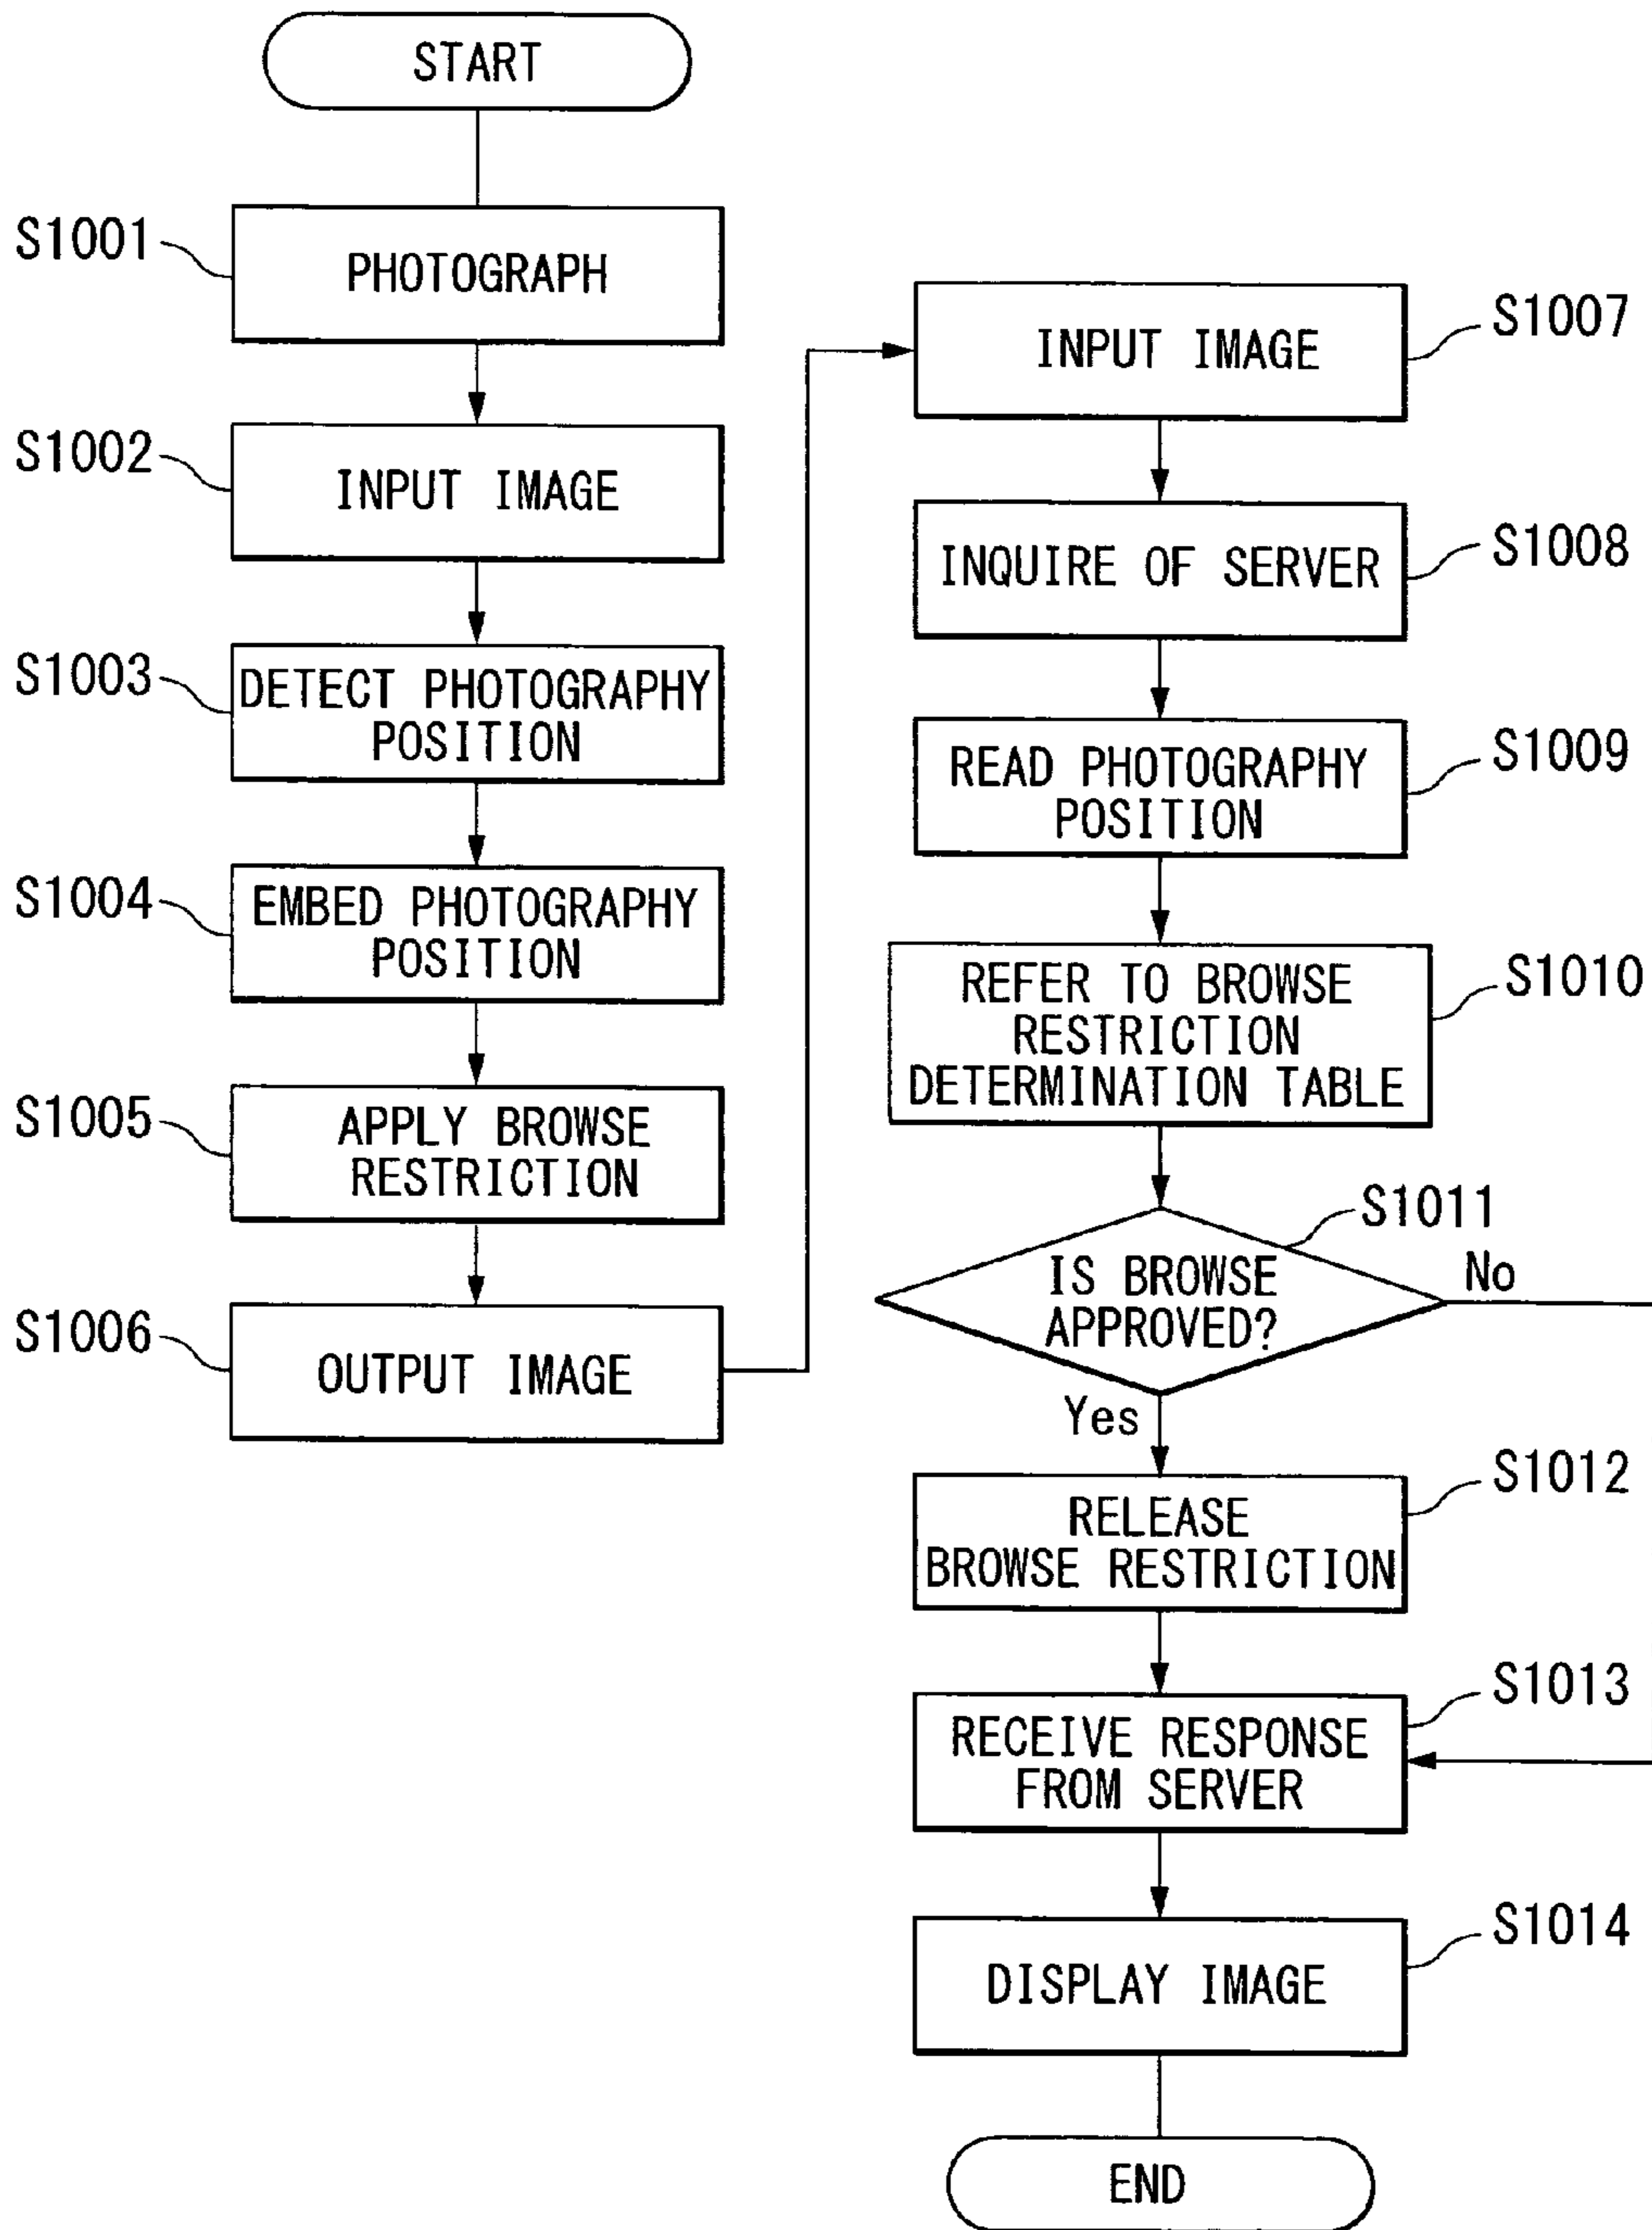 START
S1001
PHOTOGRAPH
S1002
INPUT IMAGE
S1003
DETECT PHOTOGRAPHY
POSITION
S1004
EMBED PHOTOGRAPHY
POSITION
S1005
APPLY BROWSE
RESTRICTION
S1006
OUTPUT IMAGE
S1007
INPUT IMAGE
S1008
INQUIRE OF SERVER
S1009
READ PHOTOGRAPHY
POSITION
S1010
REFER TO BROWSE
RESTRICTION
DETERMINATION TABLE
S1011
IS BROWSE
APPROVED?
No
Yes
S1012
RELEASE
BROWSE RESTRICTION
S1013
RECEIVE RESPONSE
FROM SERVER
S1014
DISPLAY IMAGE
END